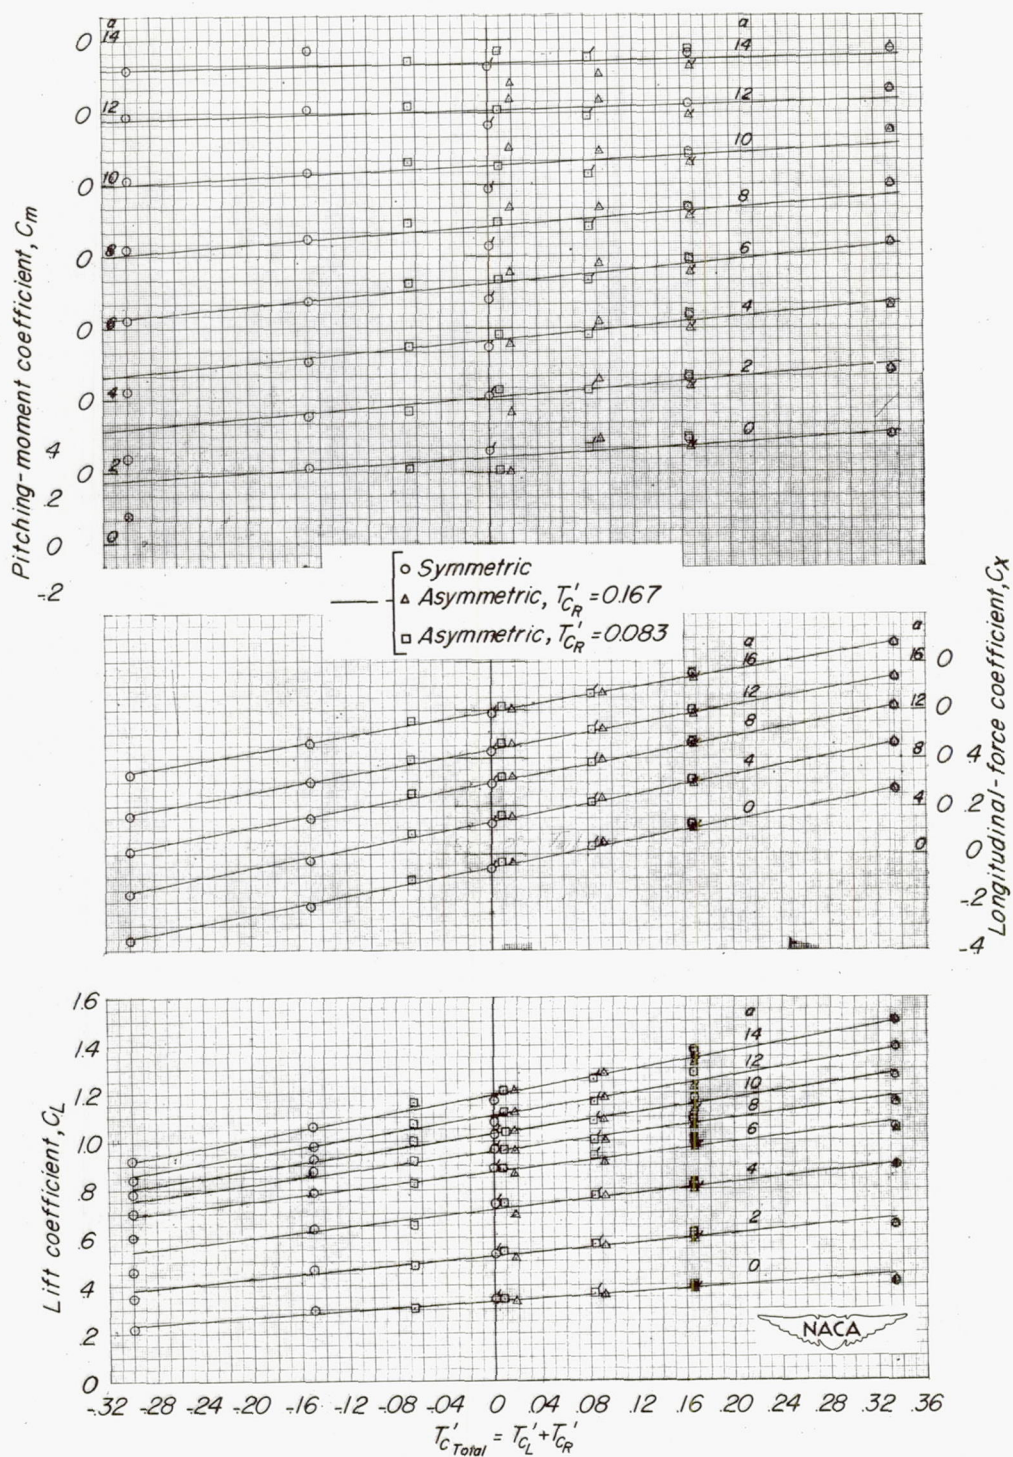 a
0 14 14
0 12 12
0 10 10
0 8 8
0 6 6
0 4 4
.4 2
0 2 0
.2
0 0
-.2
Pitching-moment coefficient, Cm
Symmetric
Asymmetric, T'CR = 0.167
Asymmetric, T'CR = 0.083
Longitudinal-force coefficient, Cx
a a
16 16 0
12 12 0
8 8 0 .4
4 4 0 .2
0 0 0
-.2
-.4
Lift coefficient, CL
1.6
a
1.4 14
12
1.2 10
8
1.0 6
.8 4
.6 2
.4 0
.2
NACA
0
-.32 -.28 -.24 -.20 -.16 -.12 -.08 -.04 0 .04 .08 .12 .16 .20 .24 .28 .32 .36
T'C Total = T'CL + T'CR